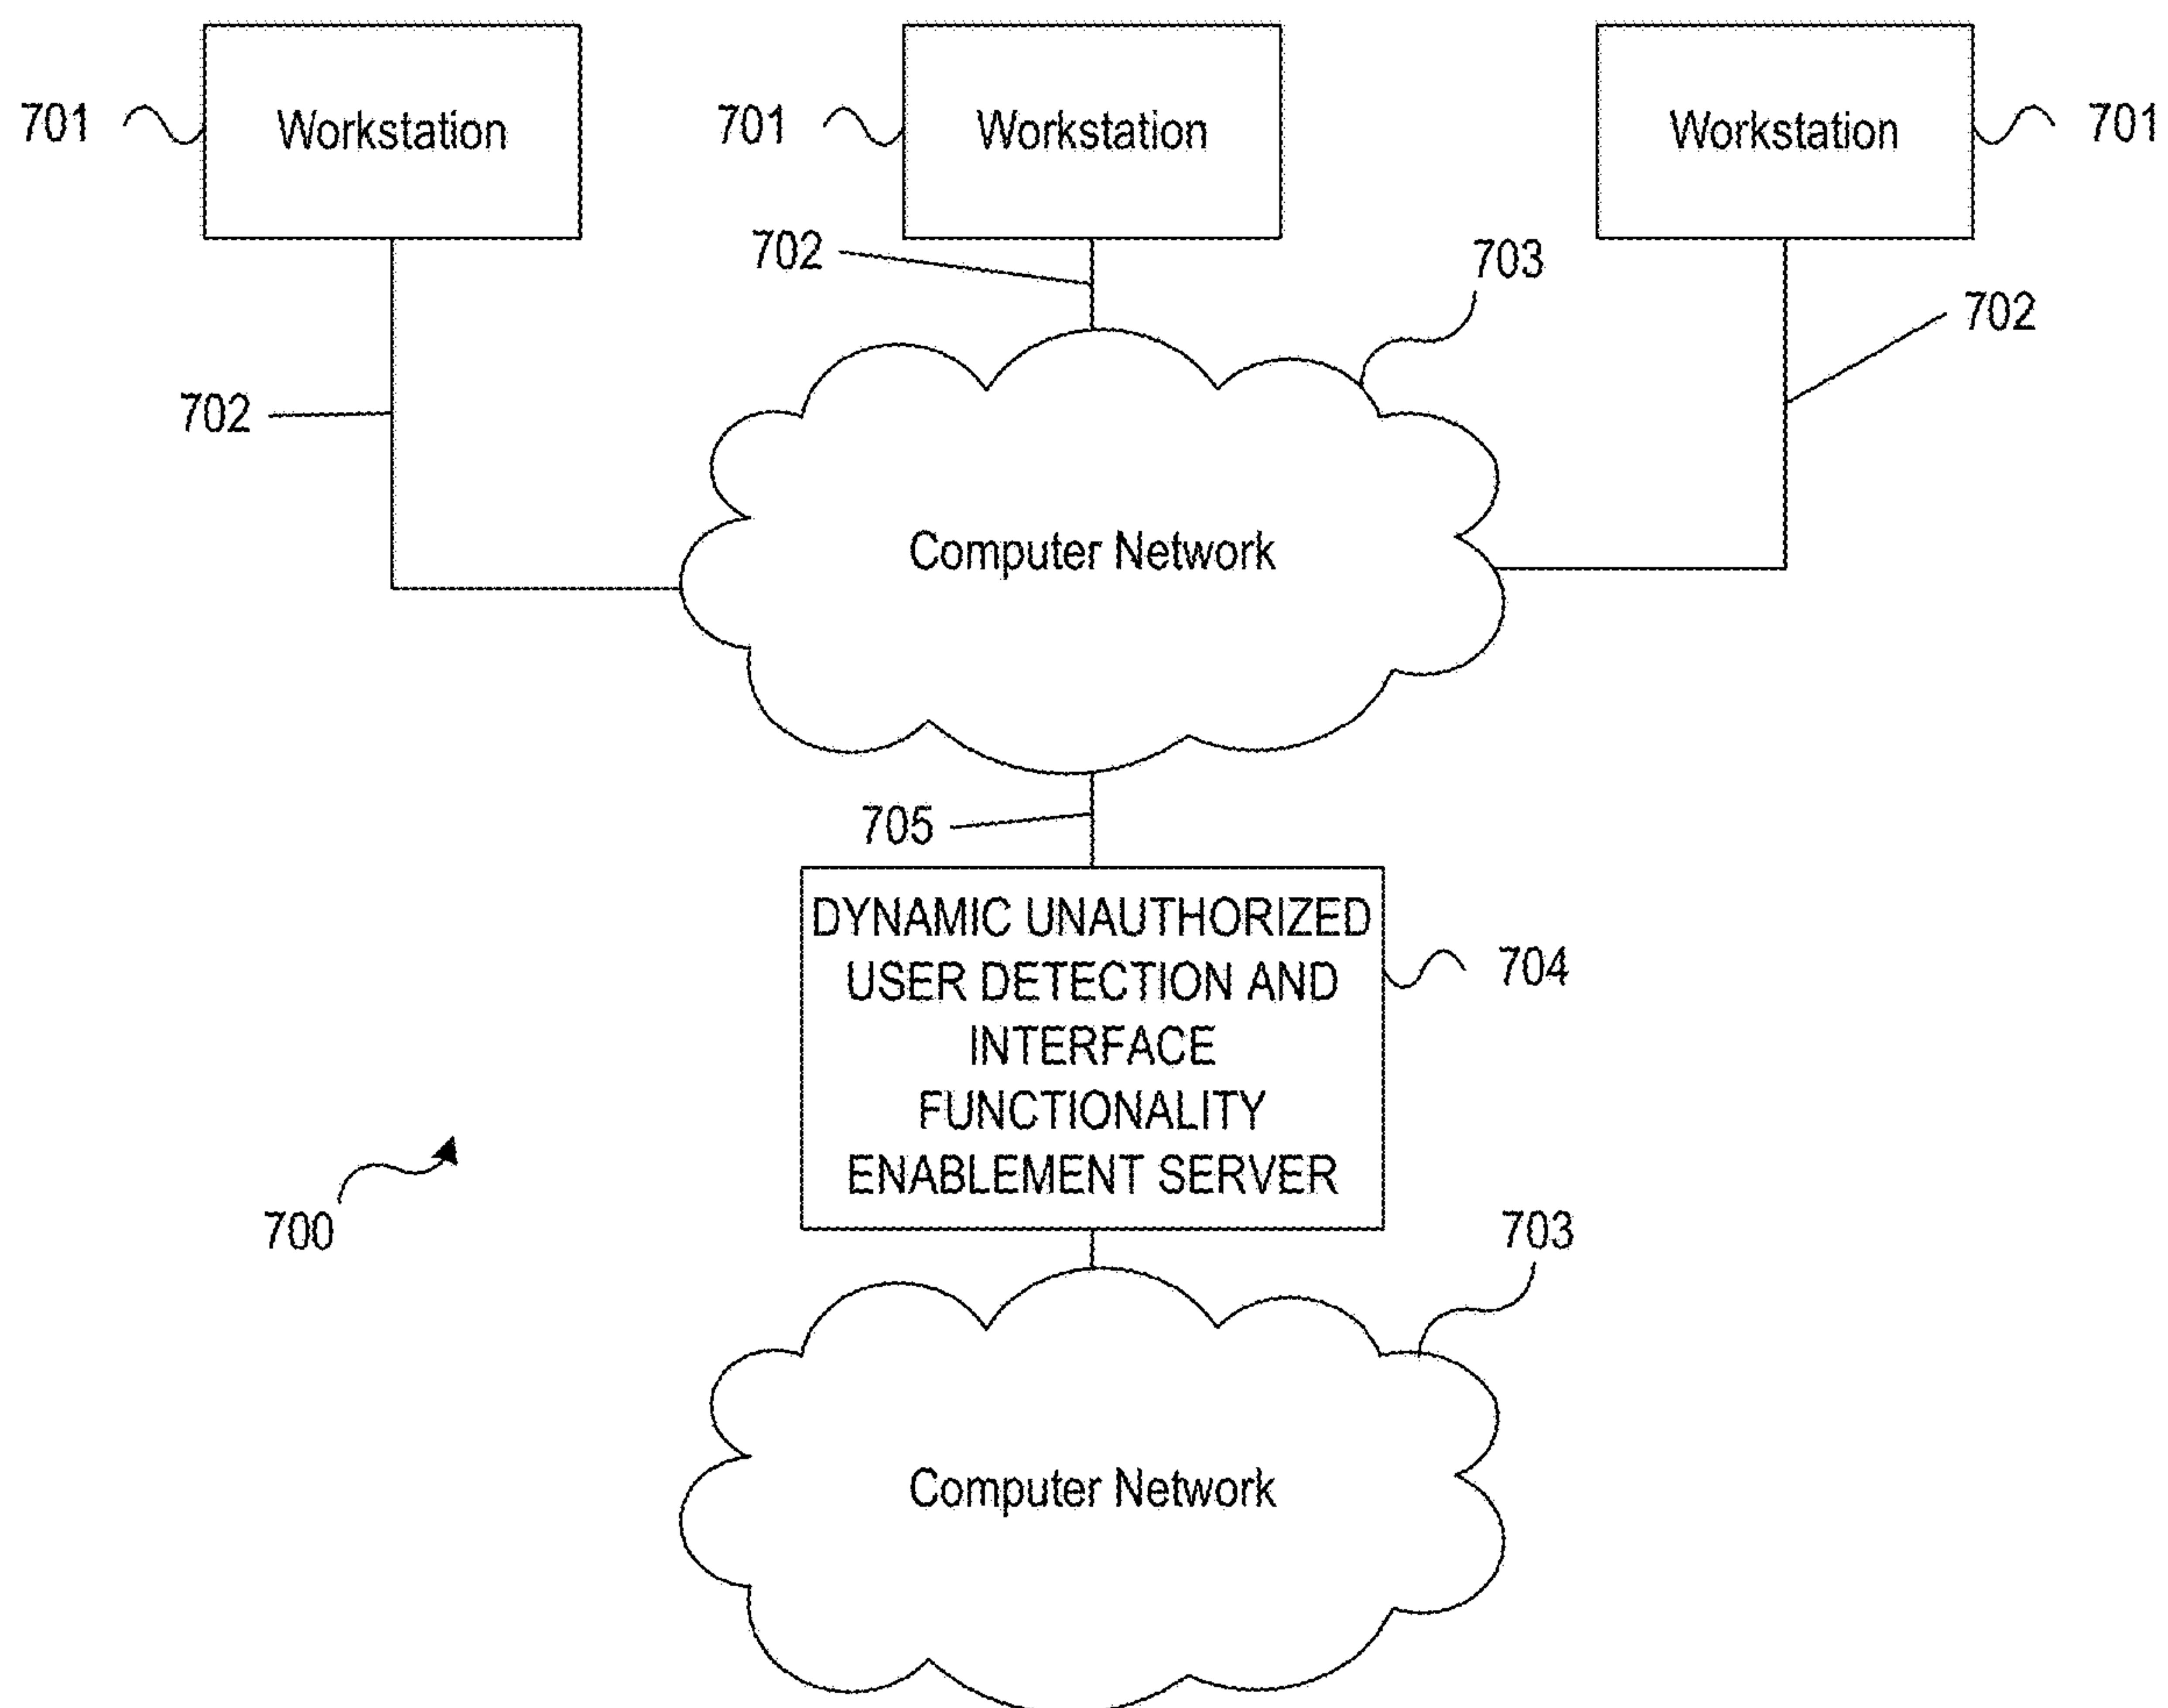 701
Workstation
701
Workstation
Workstation
701
702
703
702
702
Computer Network
705
DYNAMIC UNAUTHORIZED
USER DETECTION AND
INTERFACE
FUNCTIONALITY
ENABLEMENT SERVER
704
700
703
Computer Network